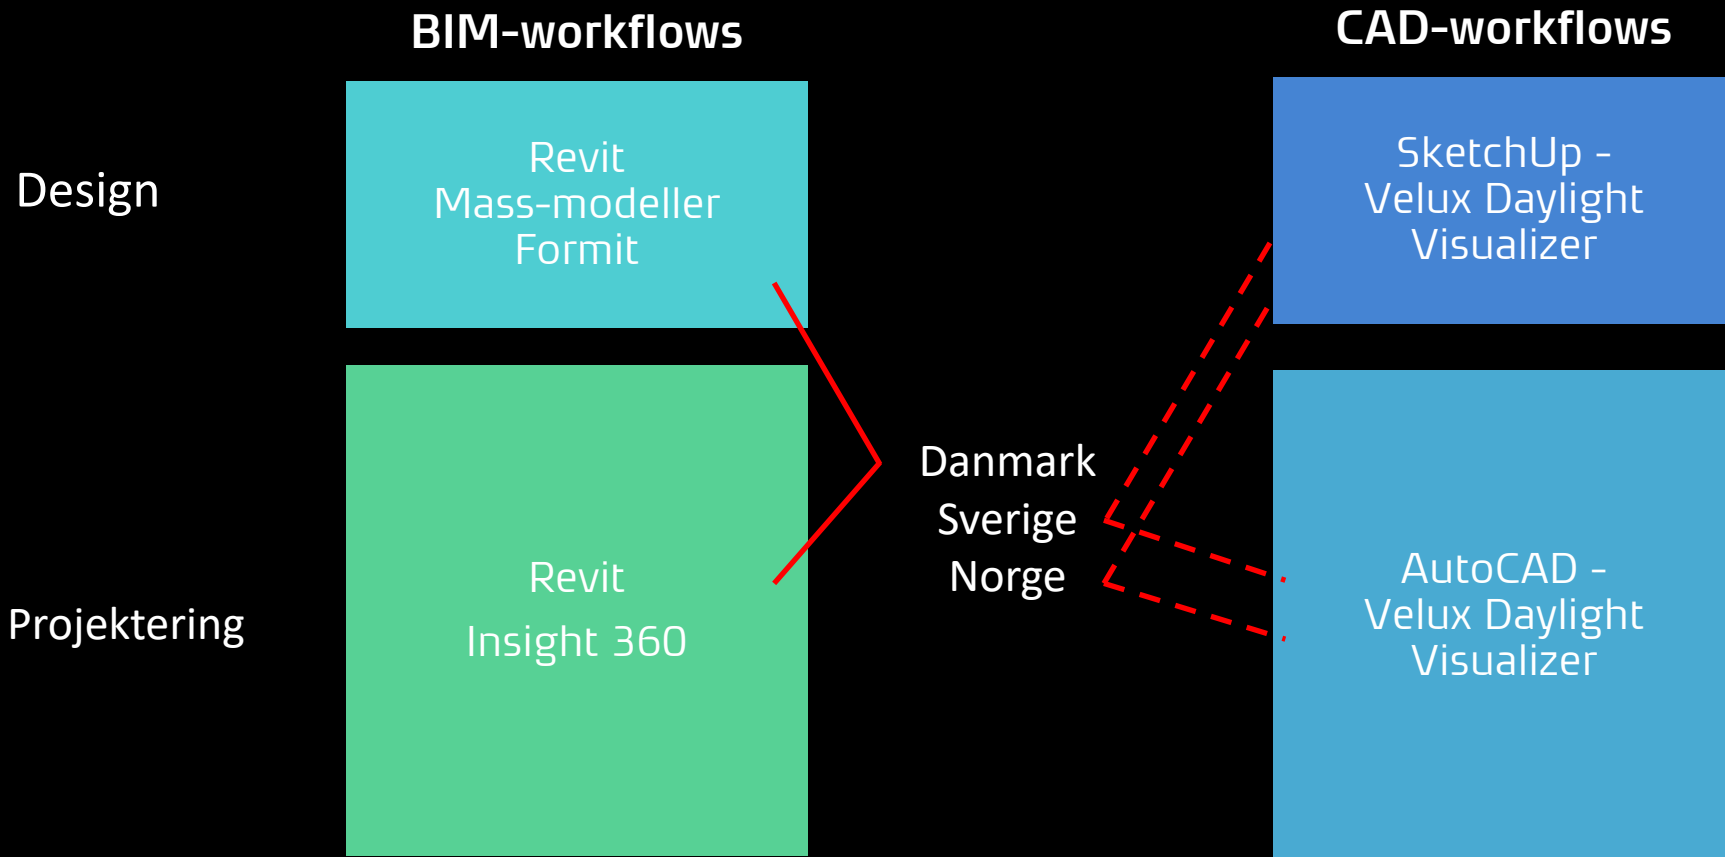 BIM-workflows
CAD-workflows
Design
Revit
Mass-modeller
Formit
SketchUp -
Velux Daylight
Visualizer
Danmark
Sverige
Norge
Projektering
Revit
Insight 360
AutoCAD -
Velux Daylight
Visualizer